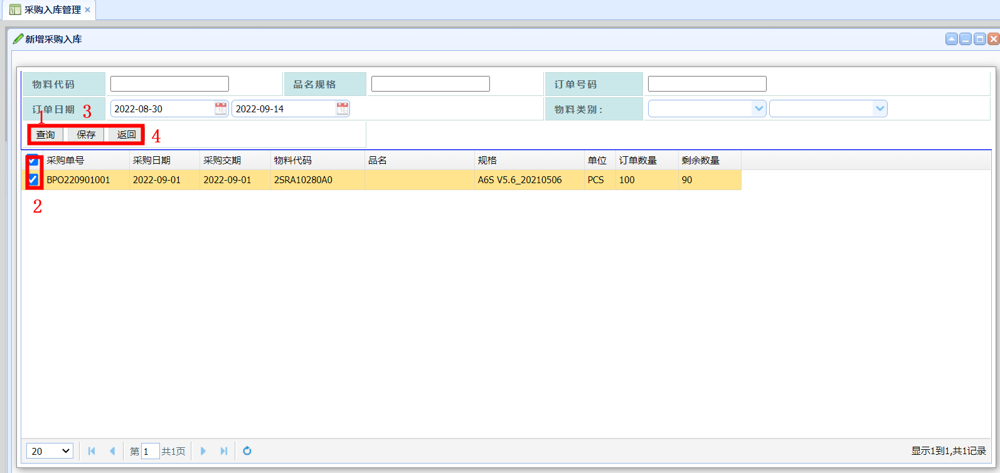 采购入库管理
新增采购入库
物料代码 品名规格 订单号码
订单日期 3 2022-08-30 2022-09-14 物料类别：
1
查询 保存 返回 4
采购单号 采购日期 采购交期 物料代码 品名 规格 单位 订单数量 剩余数量
BPO220901001 2022-09-01 2022-09-01 2SRA10280A0 A6S V5.6_20210506 PCS 100 90
2
20 第 1 共1页 显示1到1,共1记录